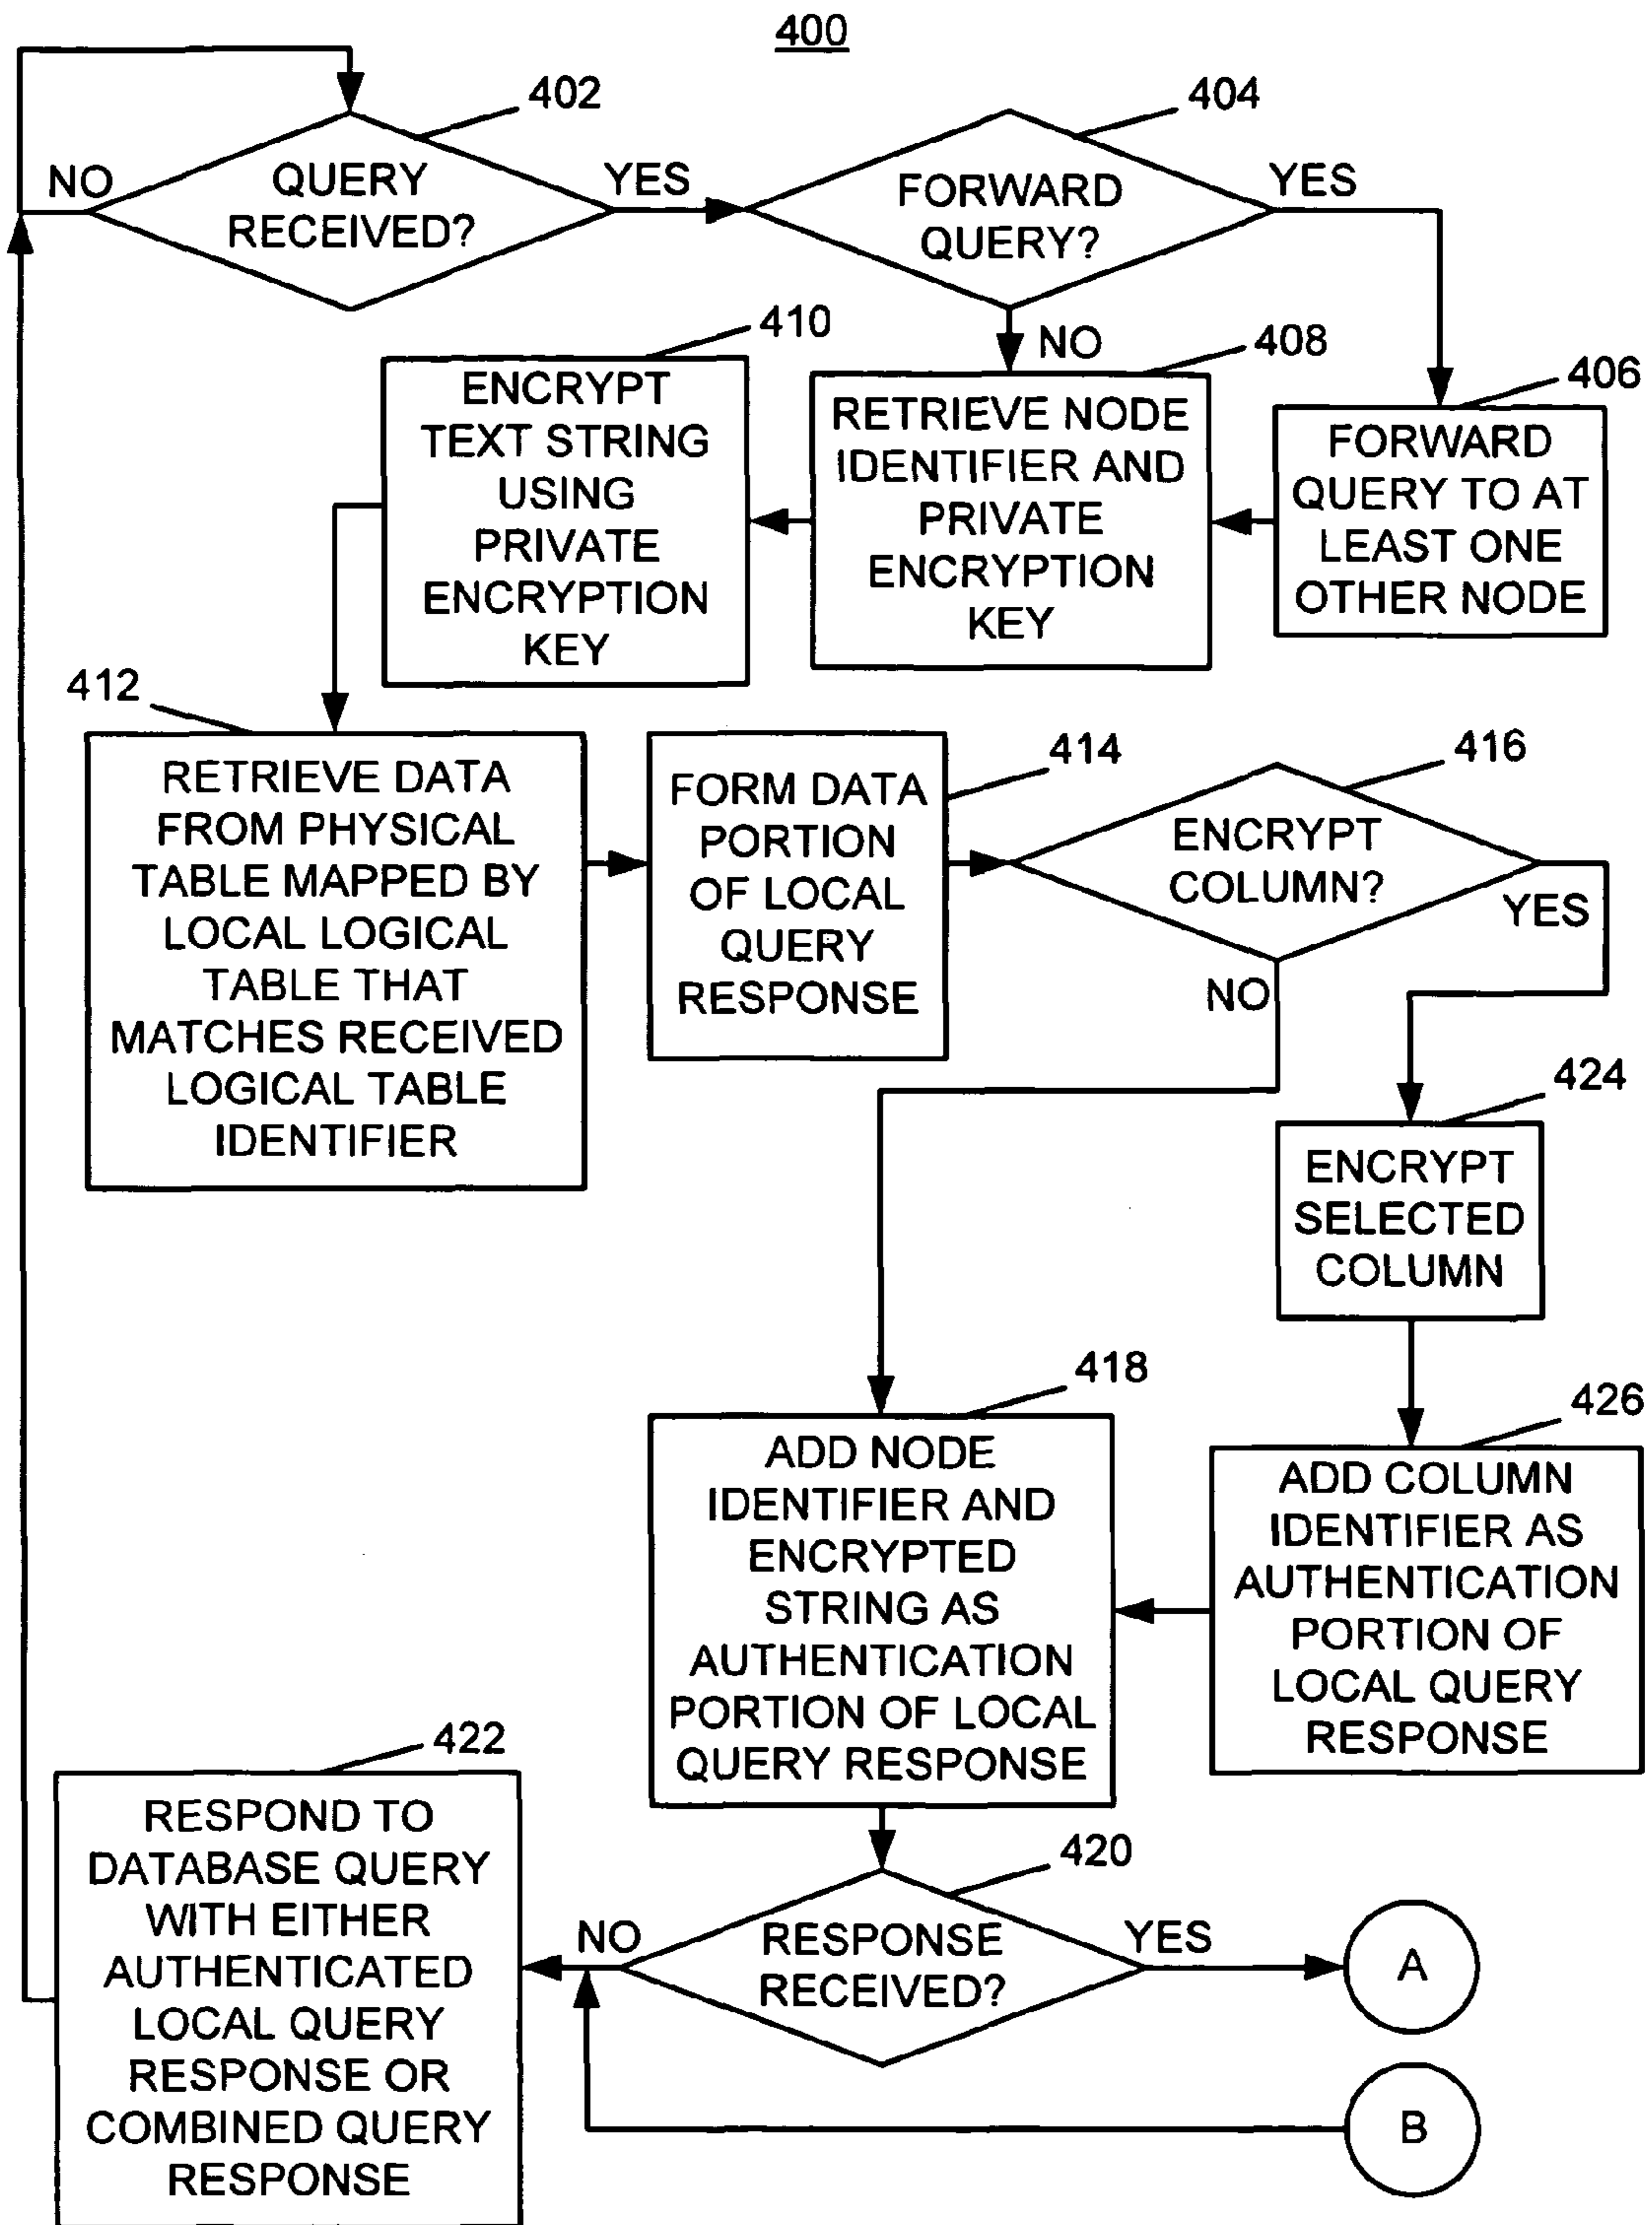 400
402
QUERY
RECEIVED?
NO
YES
404
FORWARD
QUERY?
YES
NO
406
FORWARD
QUERY TO AT
LEAST ONE
OTHER NODE
408
RETRIEVE NODE
IDENTIFIER AND
PRIVATE
ENCRYPTION
KEY
410
ENCRYPT
TEXT STRING
USING
PRIVATE
ENCRYPTION
KEY
412
RETRIEVE DATA
FROM PHYSICAL
TABLE MAPPED BY
LOCAL LOGICAL
TABLE THAT
MATCHES RECEIVED
LOGICAL TABLE
IDENTIFIER
414
FORM DATA
PORTION
OF LOCAL
QUERY
RESPONSE
416
ENCRYPT
COLUMN?
YES
NO
424
ENCRYPT
SELECTED
COLUMN
426
ADD COLUMN
IDENTIFIER AS
AUTHENTICATION
PORTION OF
LOCAL QUERY
RESPONSE
418
ADD NODE
IDENTIFIER AND
ENCRYPTED
STRING AS
AUTHENTICATION
PORTION OF LOCAL
QUERY RESPONSE
420
RESPONSE
RECEIVED?
NO
YES
A
B
422
RESPOND TO
DATABASE QUERY
WITH EITHER
AUTHENTICATED
LOCAL QUERY
RESPONSE OR
COMBINED QUERY
RESPONSE